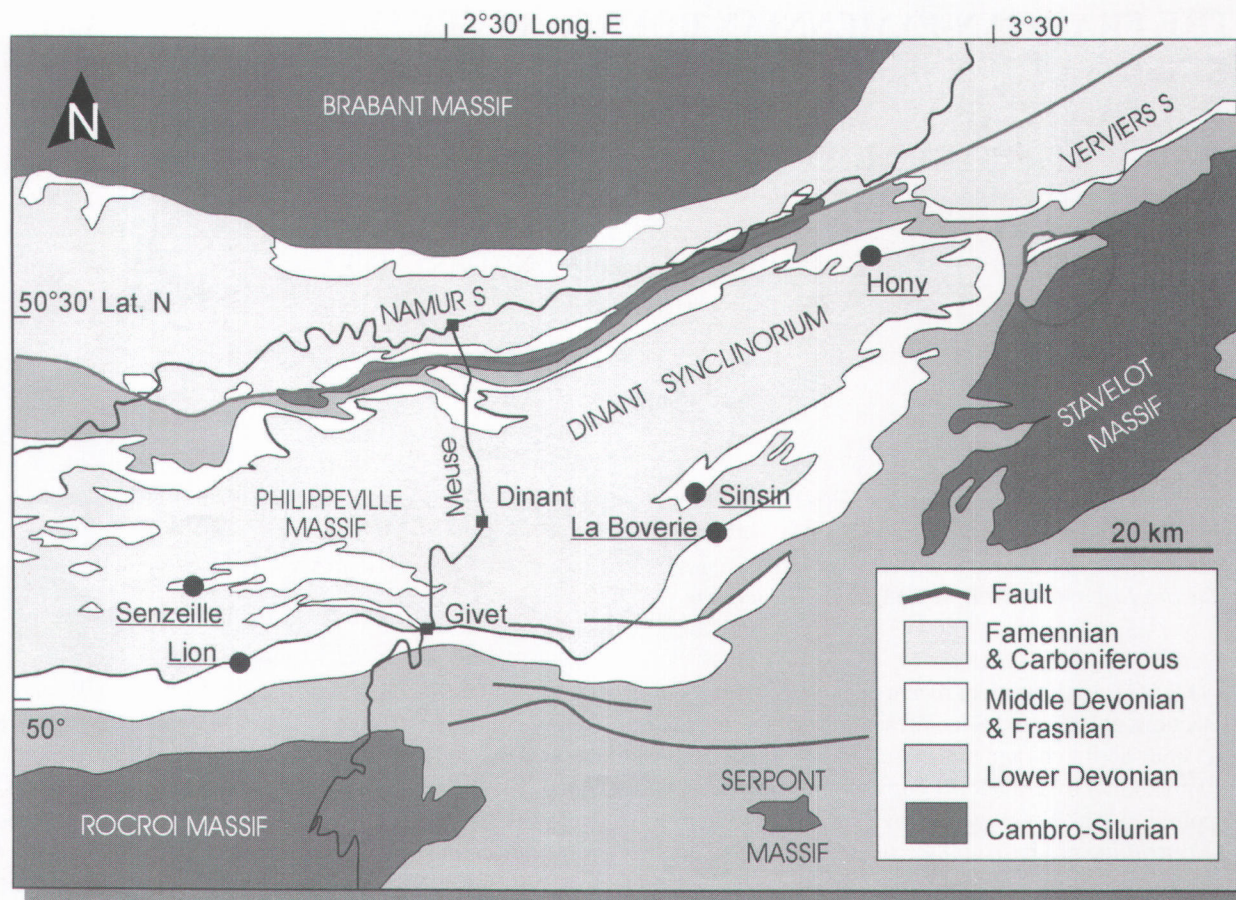 2°30' Long. E
3°30'
N
BRABANT MASSIF
VERVIERS S
Hony
50°30' Lat. N
NAMUR S
DINANT SYNCLINORIUM
STAVELOT
MASSIF
Meuse
PHILIPPEVILLE
MASSIF
Dinant
Sinsin
La Boverie
20 km
Senzeille
Givet
Lion
50°
ROCROI MASSIF
SERPONT
MASSIF
Fault
Famennian
& Carboniferous
Middle Devonian
& Frasnian
Lower Devonian
Cambro-Silurian